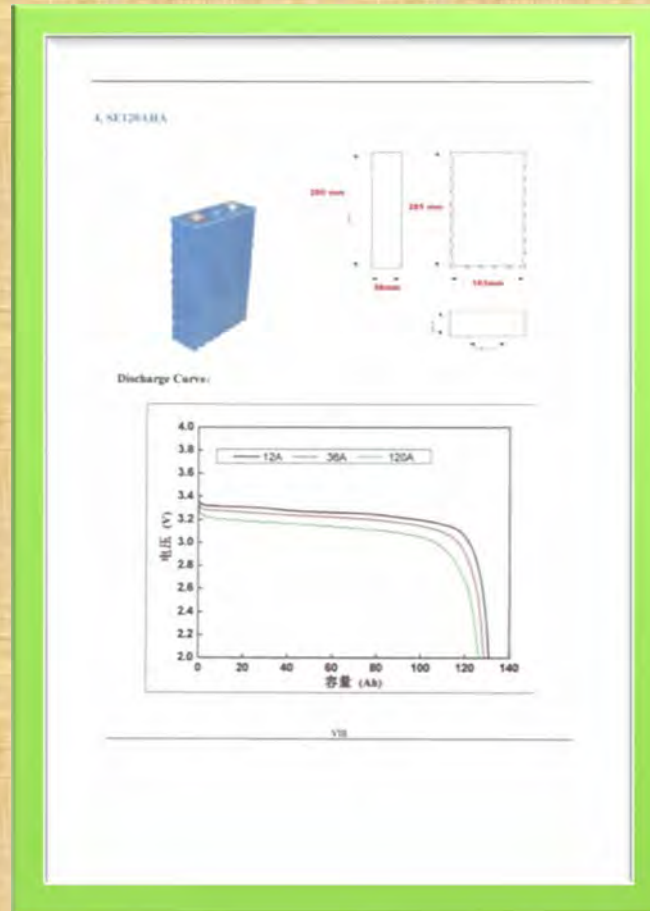 4. SE120AHA
280 mm
285 mm
36mm
182mm
Discharge Curve:
4.0
3.8
3.6
3.4
3.2
3.0
2.8
2.6
2.4
2.2
2.0
电压 (V)
12A 36A 120A
0 20 40 60 80 100 120 140
容量 (Ah)
VIII